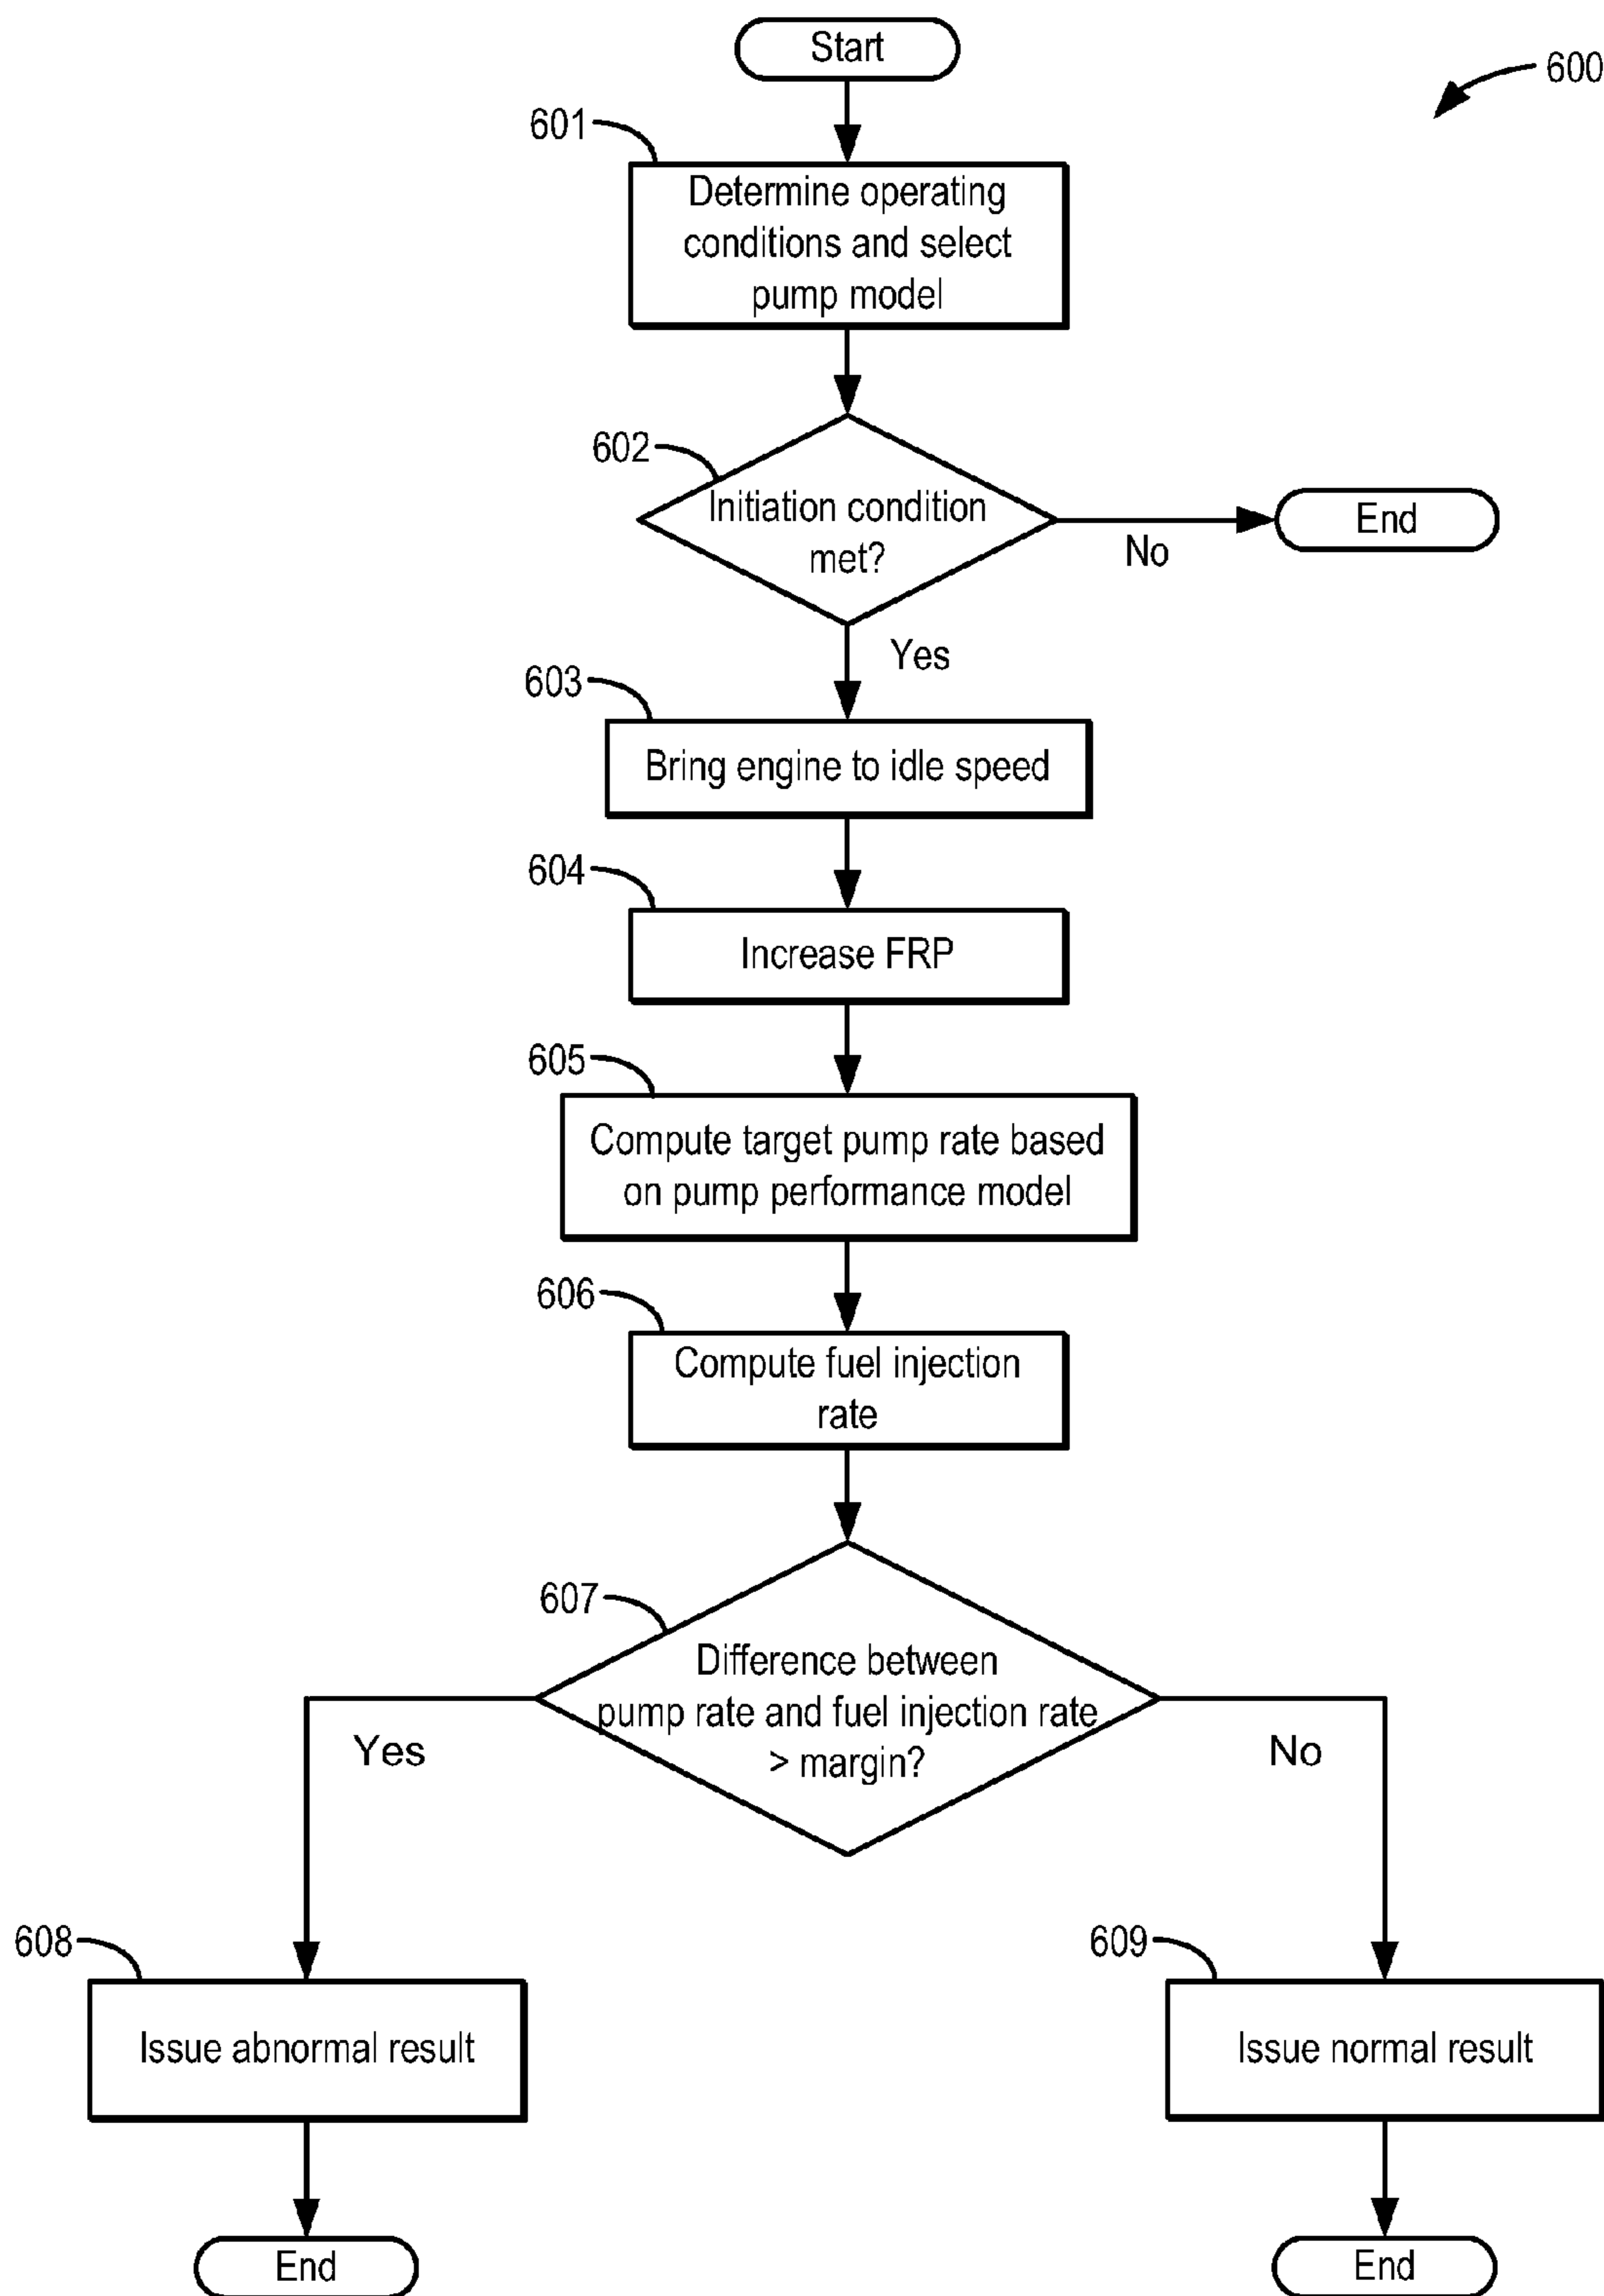 Start
600
601
Determine operating
conditions and select
pump model
602
Initiation condition
met?
No
End
Yes
603
Bring engine to idle speed
604
Increase FRP
605
Compute target pump rate based
on pump performance model
606
Compute fuel injection
rate
607
Difference between
pump rate and fuel injection rate
> margin?
Yes
No
608
Issue abnormal result
609
Issue normal result
End
End